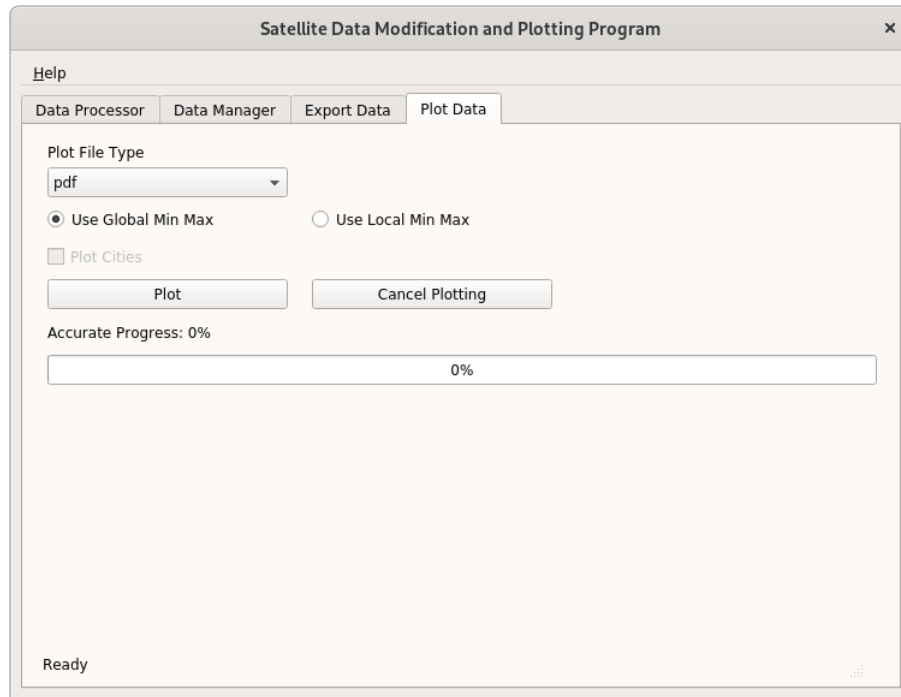 Satellite Data Modification and Plotting Program ×
Help
Data Processor Data Manager Export Data Plot Data
Plot File Type
pdf
Use Global Min Max Use Local Min Max
Plot Cities
Plot Cancel Plotting
Accurate Progress: 0%
0%
Ready